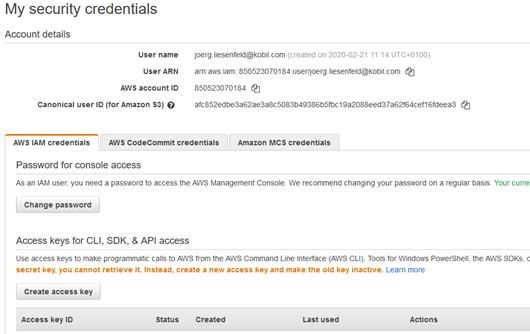 My security credentials
Account details
User name joerg.liesenfeld@kobil.com (created on 2020-02-21 11:14 UTC+0100)
User ARN arn:aws:iam::850523070184:user/joerg.liesenfeld@kobil.com
AWS account ID 850523070184
Canonical user ID (for Amazon S3) afc852edbe3a62ae3a8c5083b49386b5fbc19a2088eed37a62f64cef16fdeea3
AWS IAM credentials AWS CodeCommit credentials Amazon MCS credentials
Password for console access
As an IAM user, you need a password to access the AWS Management Console. We recommend changing your password on a regular basis. Your curre
Change password
Access keys for CLI, SDK, & API access
Use access keys to make programmatic calls to AWS from the AWS Command Line Interface (AWS CLI), Tools for Windows PowerShell, the AWS SDKs,
secret key, you cannot retrieve it. Instead, create a new access key and make the old key inactive. Learn more
Create access key
Access key ID Status Created Last used Actions